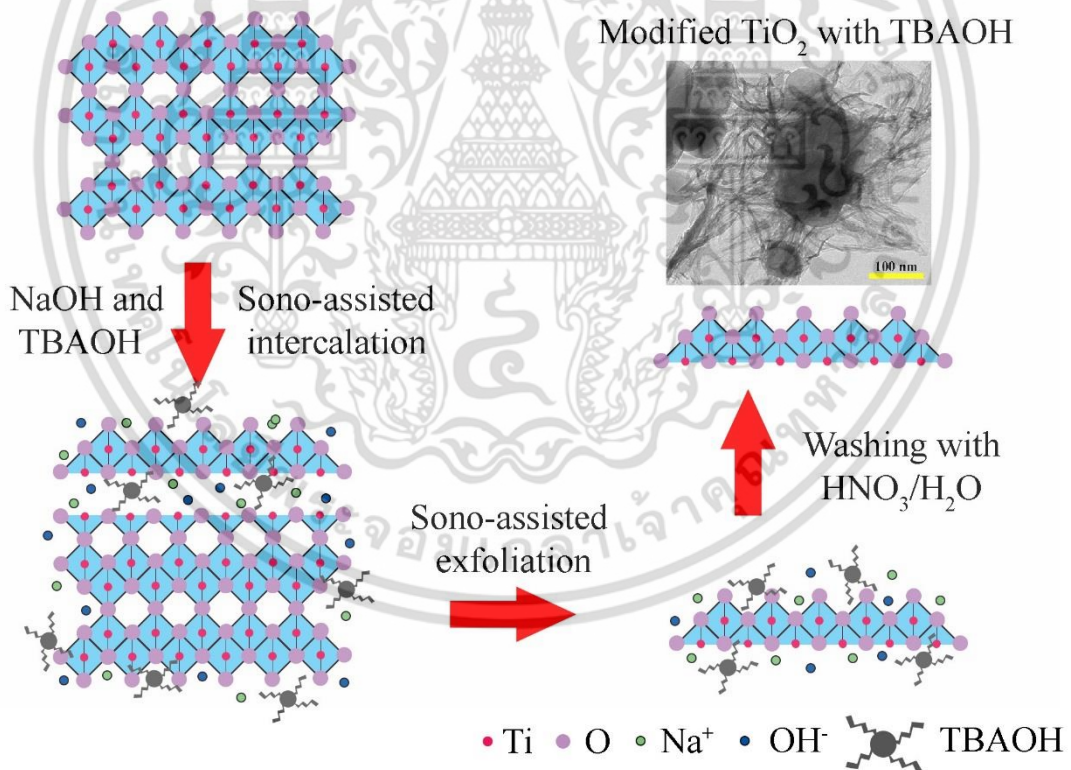 Modified TiO₂ with TBAOH
100 nm
NaOH and
TBAOH
Sono-assisted
intercalation
Washing with
HNO₃/H₂O
Sono-assisted
exfoliation
Ti
O
Na⁺
OH⁻
TBAOH